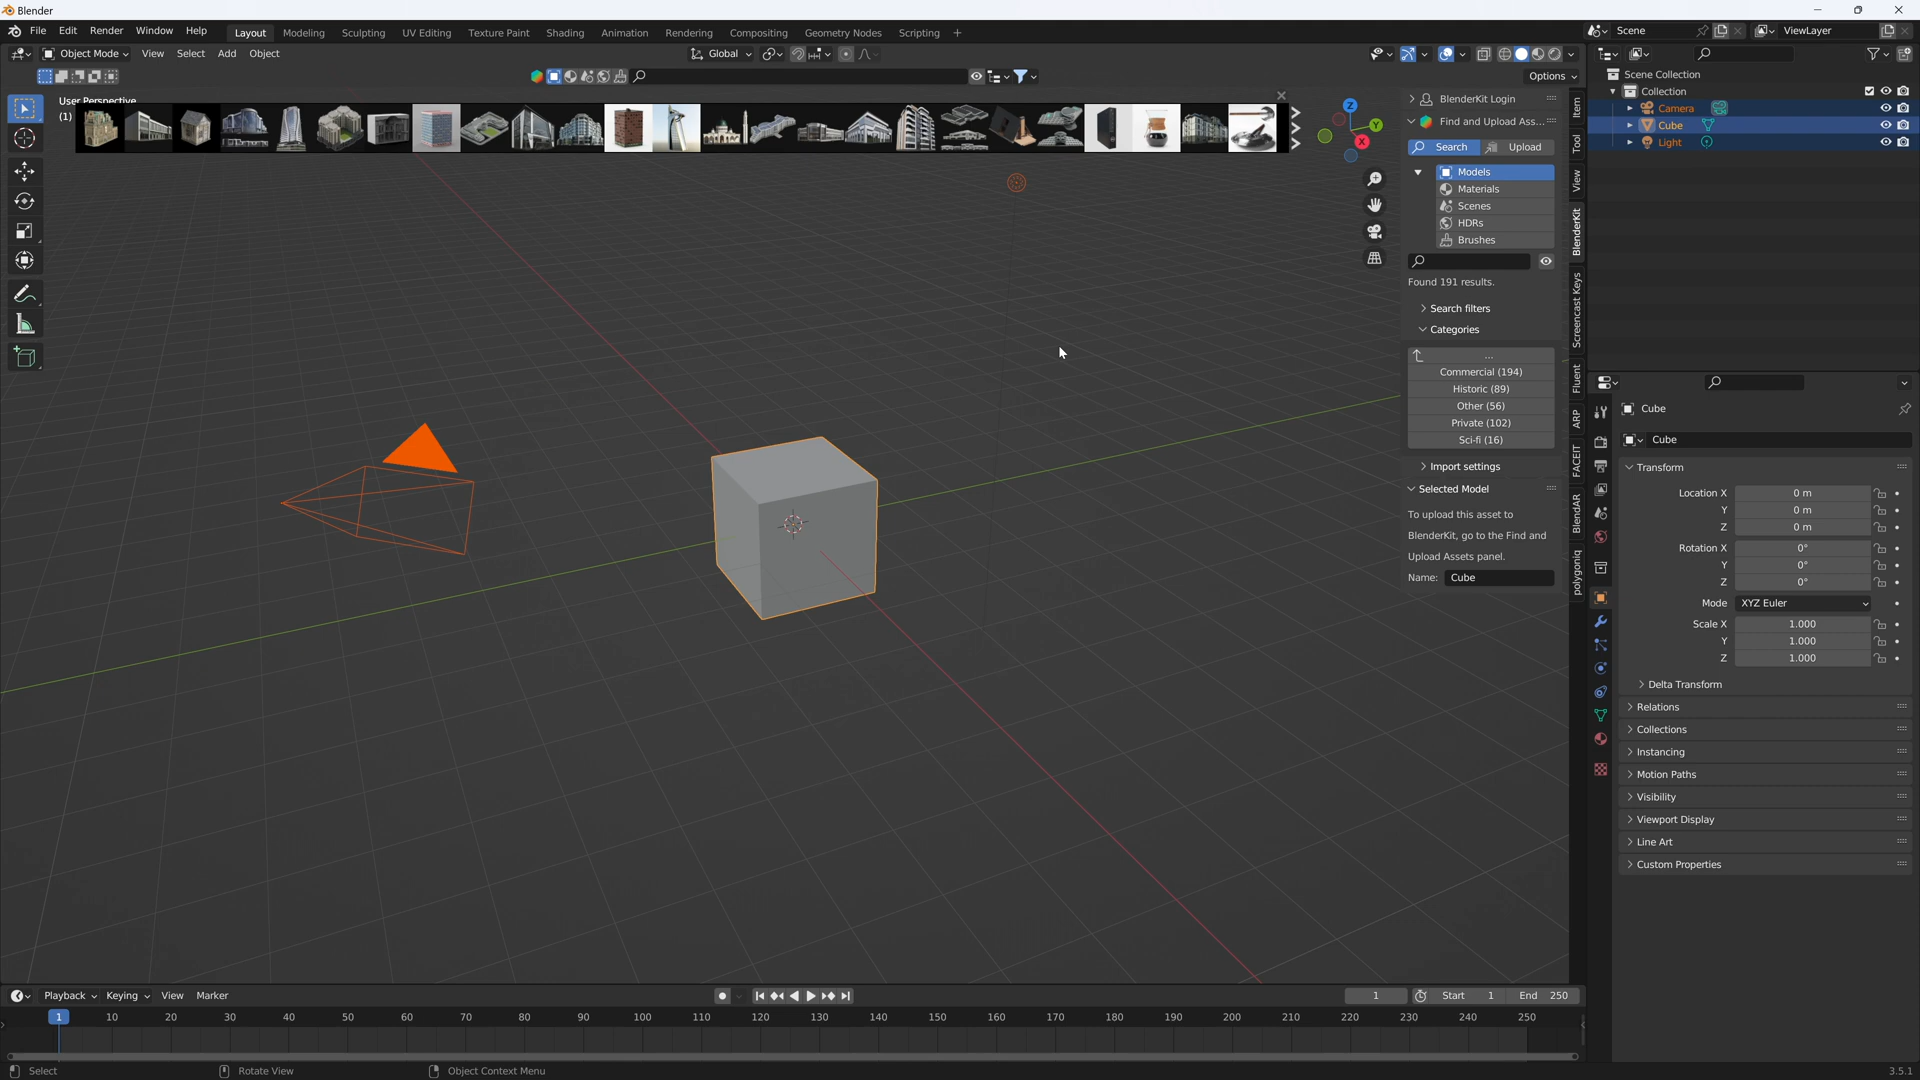 Blender
File Edit Render Window Help Layout Modeling Sculpting UV Editing Texture Paint Shading Animation Rendering Compositing Geometry Nodes Scripting + Scene ViewLayer
Object Mode View Select Add Object Global
Options
User Perspective
(1)
BlenderKit Login
Find and Upload Ass...
Search Upload
Models
Materials
Scenes
HDRs
Brushes
Found 191 results.
Search filters
Categories
...
Commercial (194)
Historic (89)
Other (56)
Private (102)
Sci-fi (16)
Import settings
Selected Model
To upload this asset to
BlenderKit, go to the Find and
Upload Assets panel.
Name: Cube
Item
Tool
View
BlenderKit
Screencast Keys
Fluent
ARP
FACEIT
BlendAR
polygoniq
Z
Y
X
Scene Collection
Collection
Camera
Cube
Light
Cube
Cube
Transform
Location X 0 m
Y 0 m
Z 0 m
Rotation X 0°
Y 0°
Z 0°
Mode XYZ Euler
Scale X 1.000
Y 1.000
Z 1.000
Delta Transform
Relations
Collections
Instancing
Motion Paths
Visibility
Viewport Display
Line Art
Custom Properties
Playback Keying View Marker 1 Start 1 End 250
1 10 20 30 40 50 60 70 80 90 100 110 120 130 140 150 160 170 180 190 200 210 220 230 240 250
Select Rotate View Object Context Menu 3.5.1